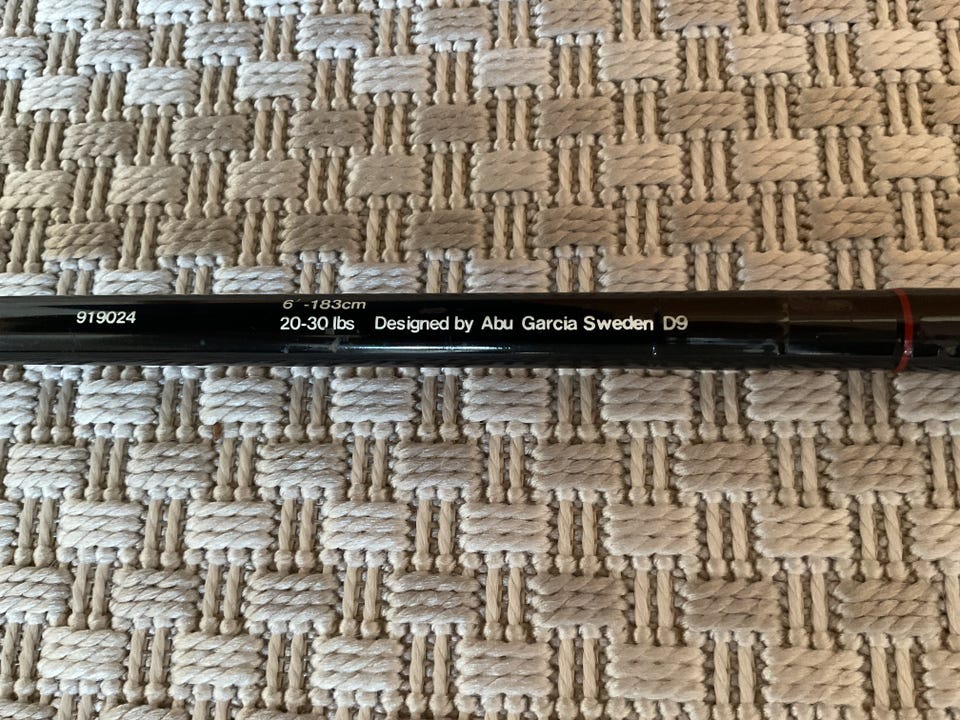 919024
6´-183cm
20-30 lbs Designed by Abu Garcia Sweden D9